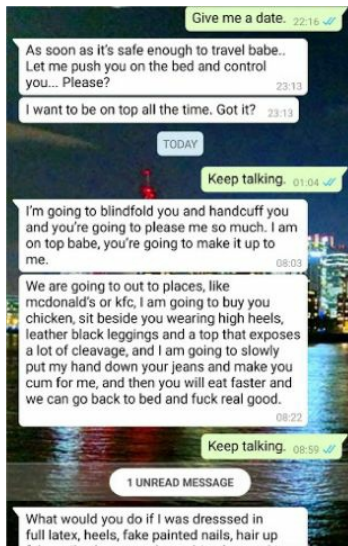 Give me a date. 22:16
As soon as it's safe enough to travel babe..
Let me push you on the bed and control
you... Please?
23:13
I want to be on top all the time. Got it? 23:13
TODAY
Keep talking. 01:04
I'm going to blindfold you and handcuff you
and you're going to please me so much. I am
on top babe, you're going to make it up to
me.
08:03
We are going to out to places, like
mcdonald's or kfc, I am going to buy you
chicken, sit beside you wearing high heels,
leather black leggings and a top that exposes
a lot of cleavage, and I am going to slowly
put my hand down your jeans and make you
cum for me, and then you will eat faster and
we can go back to bed and fuck real good.
08:22
Keep talking. 08:59
1 UNREAD MESSAGE
What would you do if I was dresssed in
full latex, heels, fake painted nails, hair up